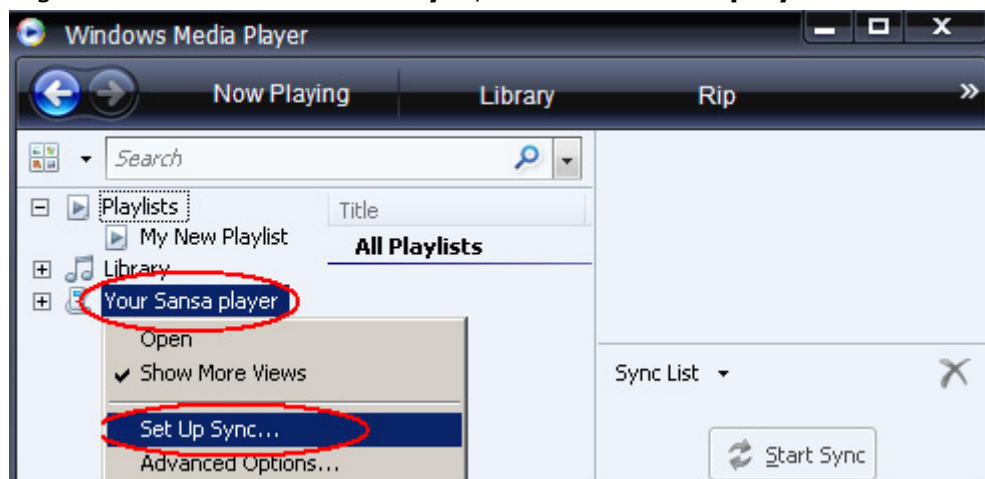 Windows Media Player
Now Playing Library Rip »
Search
Playlists Title
My New Playlist All Playlists
Library
Your Sansa player
Open
Show More Views
Sync List
Set Up Sync...
Start Sync
Advanced Options...